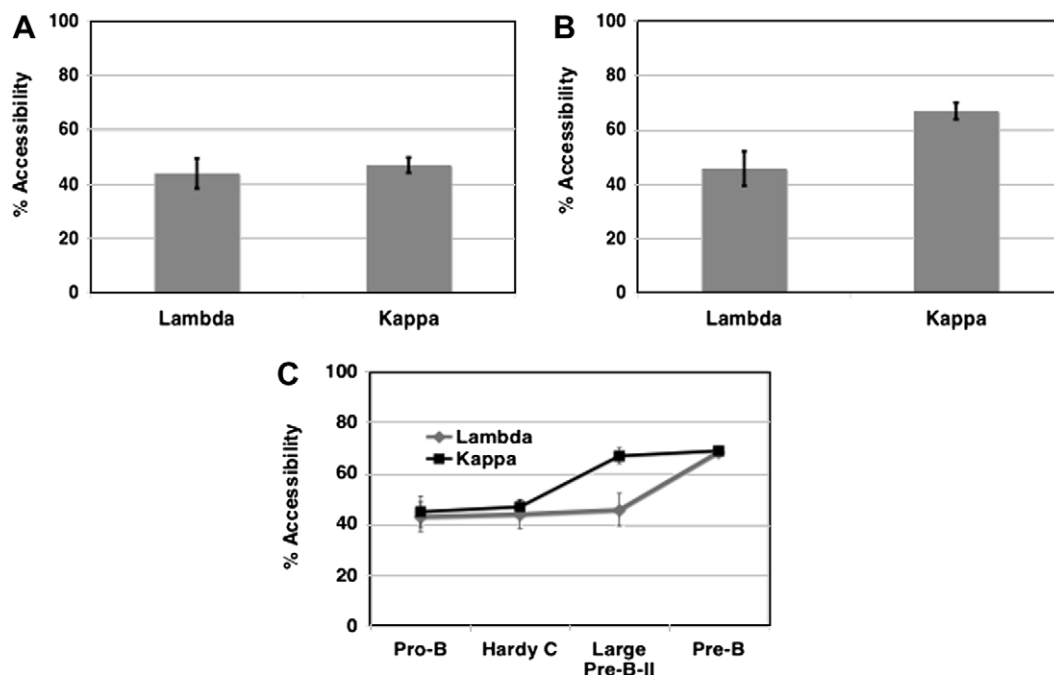 A
% Accessibility
100
80
60
40
20
0
Lambda Kappa
B
% Accessibility
100
80
60
40
20
0
Lambda Kappa
C
% Accessibility
100
80
60
40
20
0
Lambda
Kappa
Pro-B Hardy C Large Pre-B
Pre-B-II